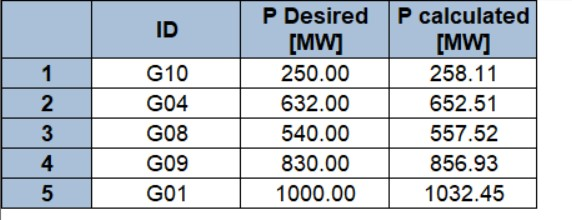 ID P Desired [MW] P calculated [MW]
1 G10 250.00 258.11
2 G04 632.00 652.51
3 G08 540.00 557.52
4 G09 830.00 856.93
5 G01 1000.00 1032.45